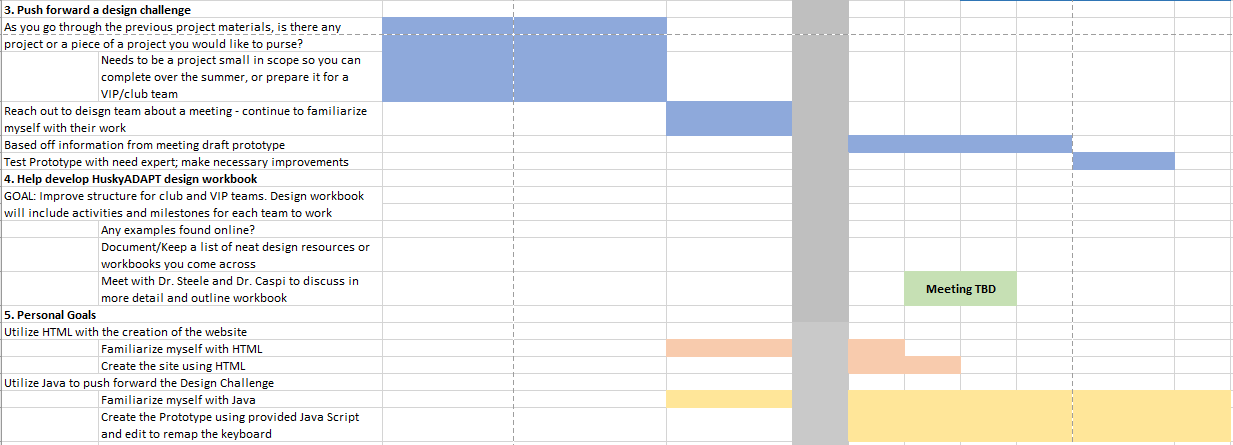 3. Push forward a design challenge
As you go through the previous project materials, is there any
project or a piece of a project you would like to purse?
Needs to be a project small in scope so you can
complete over the summer, or prepare it for a
VIP/club team
Reach out to deisgn team about a meeting - continue to familiarize
myself with their work
Based off information from meeting draft prototype
Test Prototype with need expert; make necessary improvements
4. Help develop HuskyADAPT design workbook
GOAL: Improve structure for club and VIP teams. Design workbook
will include activities and milestones for each team to work
Any examples found online?
Document/Keep a list of neat design resources or
workbooks you come across
Meet with Dr. Steele and Dr. Caspi to discuss in
more detail and outline workbook
Meeting TBD
5. Personal Goals
Utilize HTML with the creation of the website
Familiarize myself with HTML
Create the site using HTML
Utilize Java to push forward the Design Challenge
Familiarize myself with Java
Create the Prototype using provided Java Script
and edit to remap the keyboard